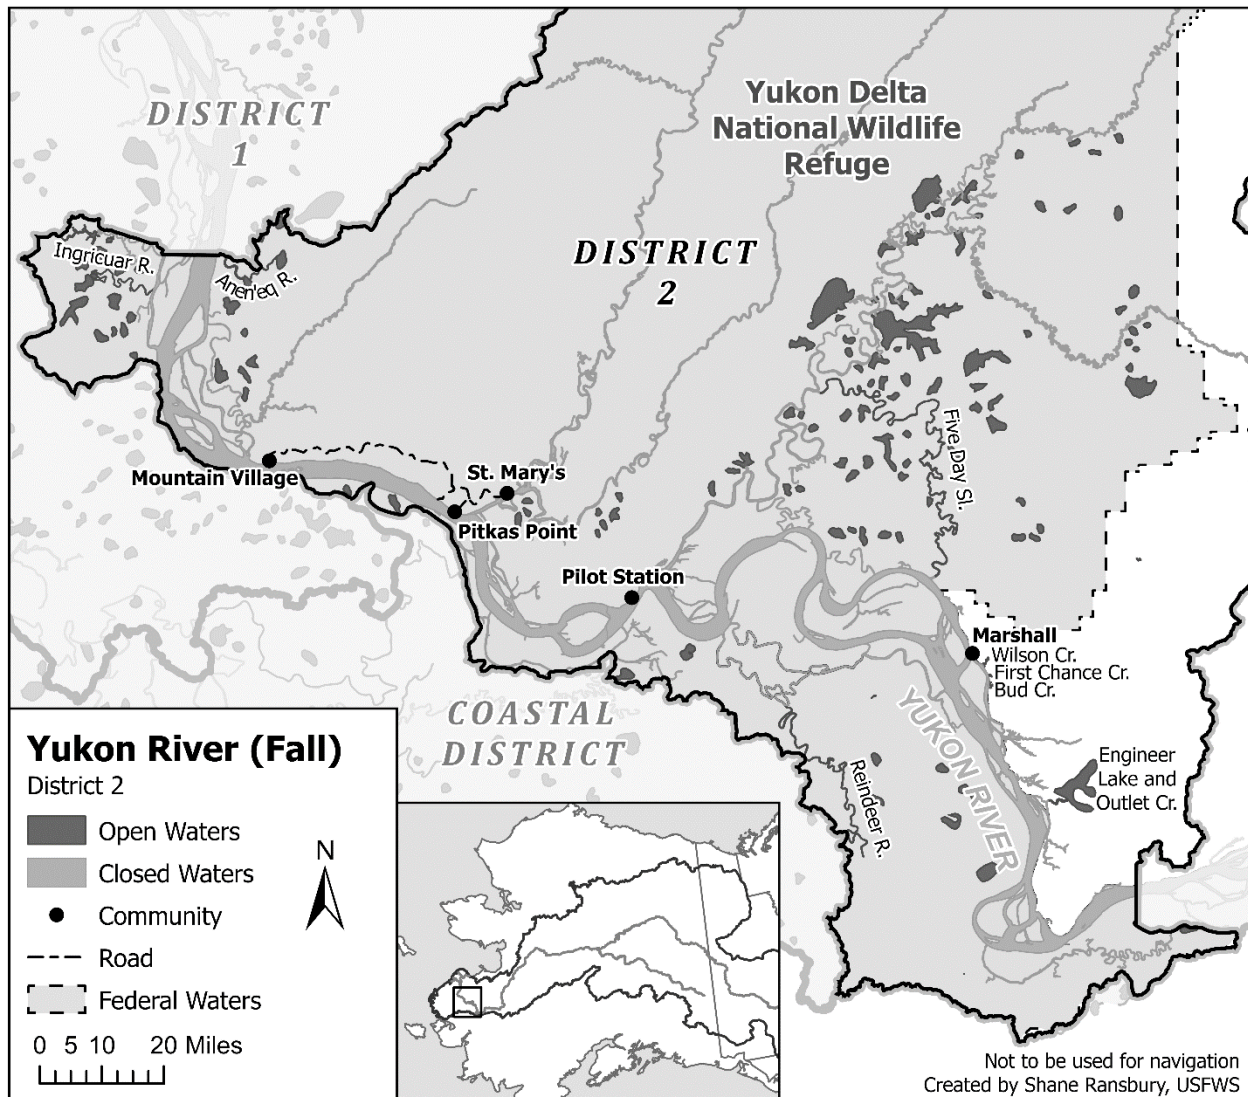 DISTRICT
1
Yukon Delta
National Wildlife
Refuge
DISTRICT
2
Ingricuar R.
Anen'eq R.
Five Day Sl.
Mountain Village
St. Mary's
Pitkas Point
Pilot Station
Marshall
Wilson Cr.
First Chance Cr.
Bud Cr.
COASTAL
DISTRICT
YUKON RIVER
Reindeer R.
Engineer
Lake and
Outlet Cr.
Yukon River (Fall)
District 2
Open Waters
Closed Waters
Community
Road
Federal Waters
N
0 5 10 20 Miles
Not to be used for navigation
Created by Shane Ransbury, USFWS